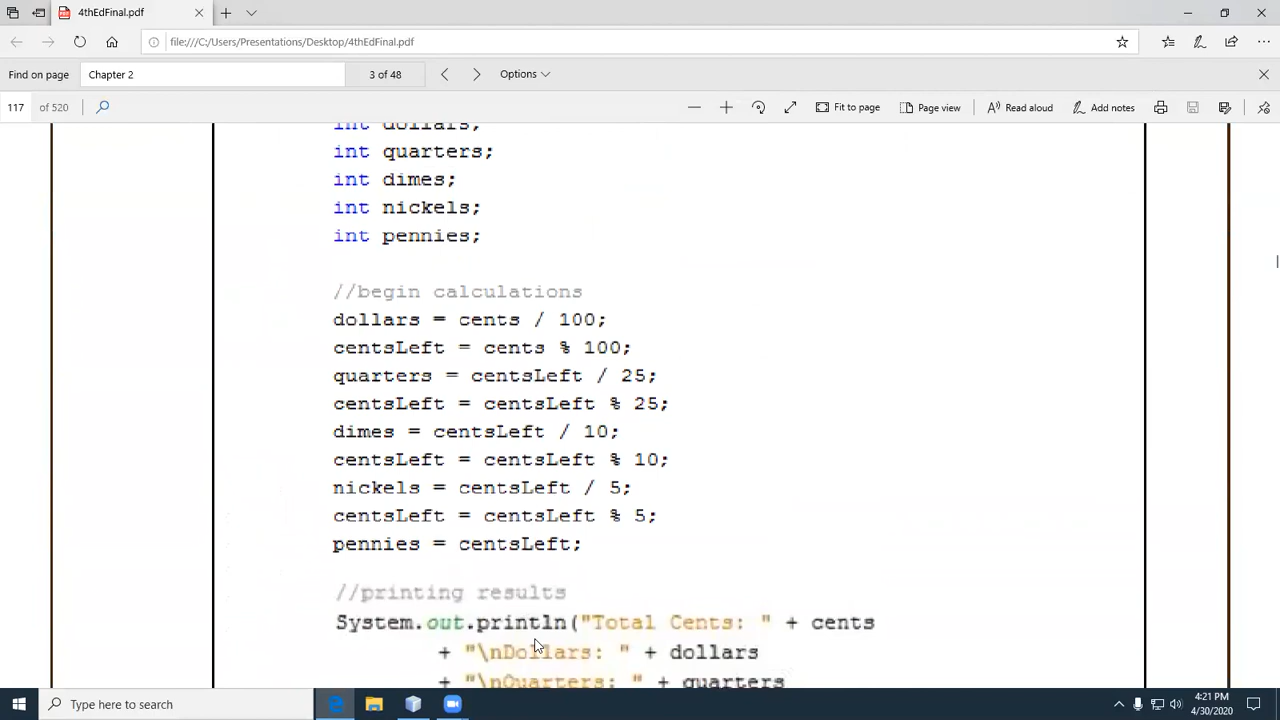 4thEdFinal.pdf
file:///C:/Users/Presentations/Desktop/4thEdFinal.pdf
Find on page Chapter 2 3 of 48 Options
117 of 520 Fit to page Page view Read aloud Add notes
int dollars;
int quarters;
int dimes;
int nickels;
int pennies;
//begin calculations
dollars = cents / 100;
centsLeft = cents % 100;
quarters = centsLeft / 25;
centsLeft = centsLeft % 25;
dimes = centsLeft / 10;
centsLeft = centsLeft % 10;
nickels = centsLeft / 5;
centsLeft = centsLeft % 5;
pennies = centsLeft;
//printing results
System.out.println("Total Cents: " + cents
+ "\nDollars: " + dollars
+ "\nQuarters: " + quarters
Type here to search
4:21 PM
4/30/2020